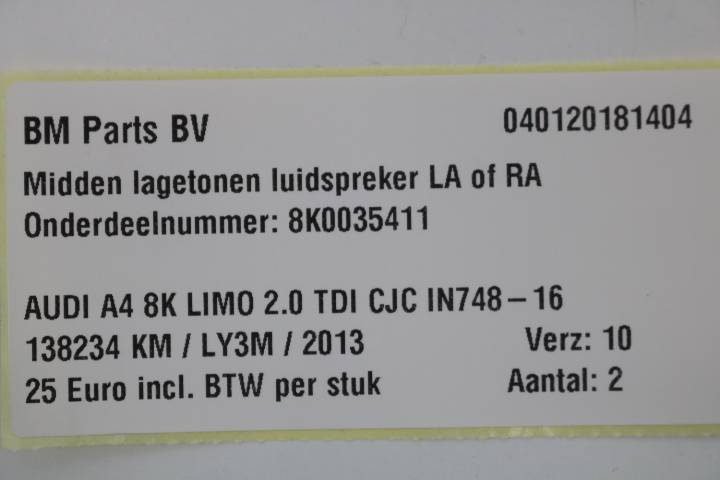 BM Parts BV 040120181404
Midden lagetonen luidspreker LA of RA
Onderdeelnummer: 8K0035411
AUDI A4 8K LIMO 2.0 TDI CJC IN748-16
138234 KM / LY3M / 2013 Verz: 10
25 Euro incl. BTW per stuk Aantal: 2